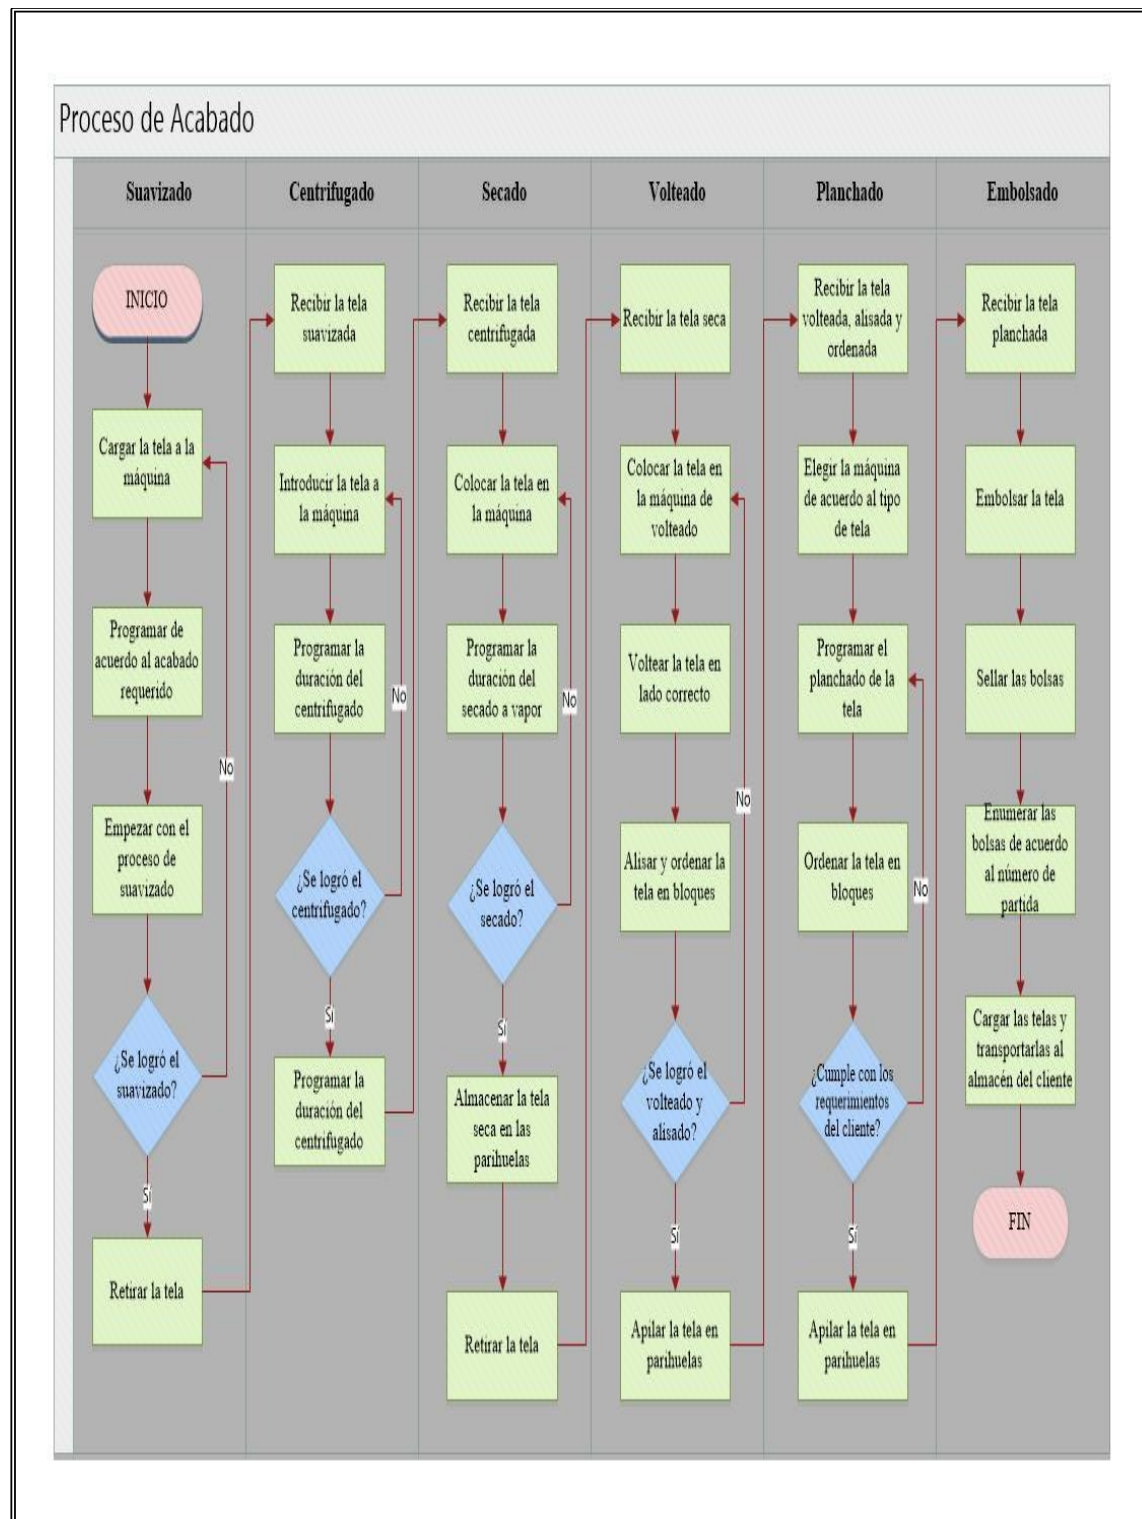 Proceso de Acabado
Suavizado
Centrifugado
Secado
Volteado
Planchado
Embolsado
INICIO
Cargar la tela a la
máquina
Programar de
acuerdo al acabado
requerido
Empezar con el
proceso de
suavizado
¿Se logró el
suavizado?
No
Sí
Retirar la tela
Recibir la tela
suavizada
Introducir la tela a
la máquina
Programar la
duración del
centrifugado
¿Se logró el
centrifugado?
No
Sí
Programar la
duración del
centrifugado
Recibir la tela
centrifugada
Colocar la tela en
la máquina
Programar la
duración del
secado a vapor
¿Se logró el
secado?
No
Sí
Almacenar la tela
seca en las
parihuelas
Retirar la tela
Recibir la tela seca
Colocar la tela en
la máquina de
volteado
Voltear la tela en
lado correcto
Alisar y ordenar la
tela en bloques
¿Se logró el
volteado y
alisado?
No
Sí
Apilar la tela en
parihuelas
Recibir la tela
volteada, alisada y
ordenada
Elegir la máquina
de acuerdo al tipo
de tela
Programar el
planchado de la
tela
Ordenar la tela en
bloques
¿Cumple con los
requerimientos
del cliente?
No
Sí
Apilar la tela en
parihuelas
Recibir la tela
planchada
Embolsar la tela
Sellar las bolsas
Enumerar las
bolsas de acuerdo
al número de
partida
Cargar las telas y
transportarlas al
almacén del cliente
FIN